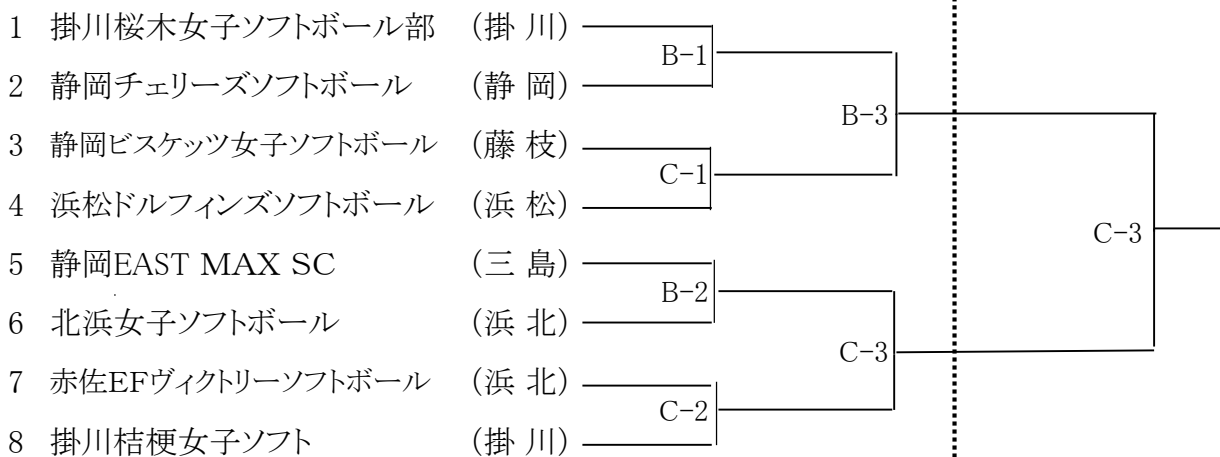 1 掛川桜木女子ソフトボール部 (掛 川)
B-1
2 静岡チェリーズソフトボール (静 岡)
B-3
3 静岡ビスケッツ女子ソフトボール (藤 枝)
C-1
4 浜松ドルフィンズソフトボール (浜 松)
C-3
5 静岡EAST MAX SC (三 島)
B-2
6 北浜女子ソフトボール (浜 北)
C-3
7 赤佐EFヴィクトリーソフトボール (浜 北)
C-2
8 掛川桔梗女子ソフト (掛 川)